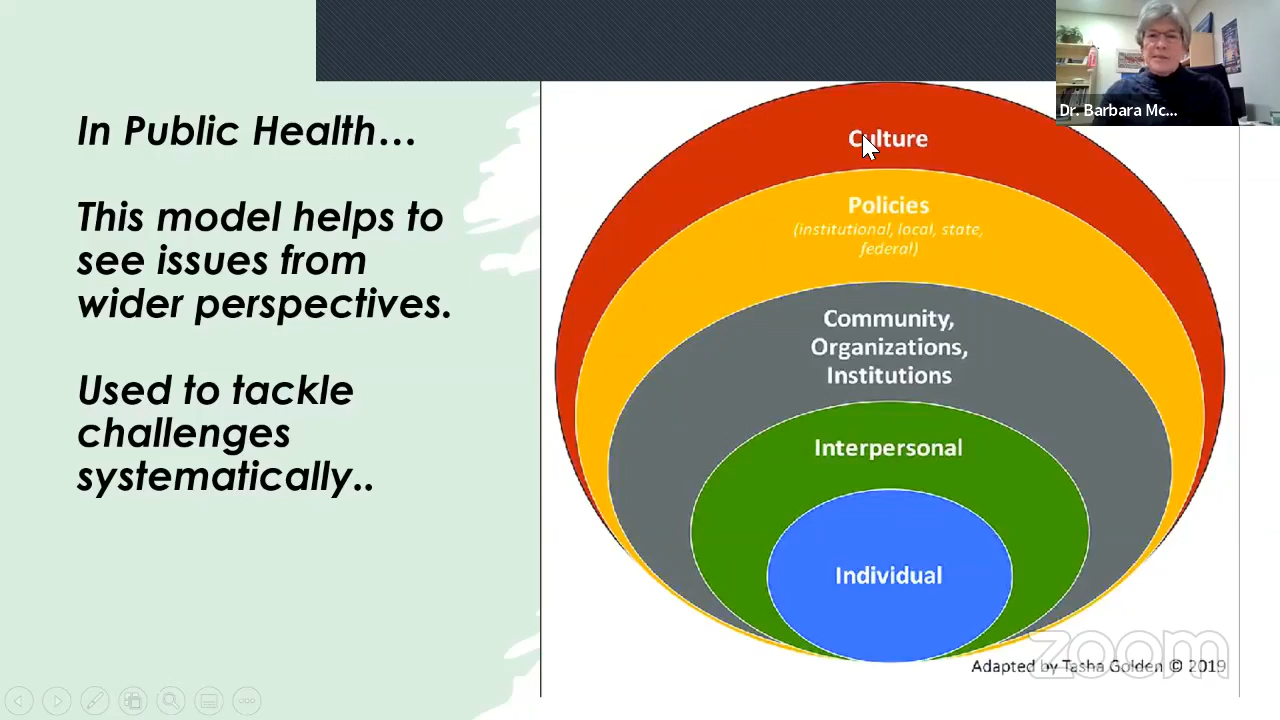 In Public Health…
This model helps to
see issues from
wider perspectives.
Used to tackle
challenges
systematically..
Culture
Policies
(institutional, local, state,
federal)
Community,
Organizations,
Institutions
Interpersonal
Individual
Adapted by Tasha Golden © 2019
zoom
Dr. Barbara Mc...